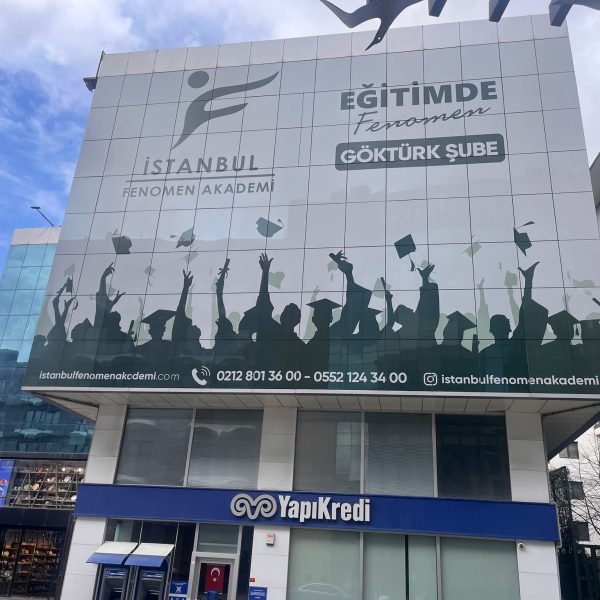 İSTANBUL
FENOMEN AKADEMİ
EĞİTİMDE
Fenomen
GÖKTÜRK ŞUBE
istanbulfenomenakademi.com
0212 801 36 00 - 0552 124 34 00
istanbulfenomenakademi
YapıKredi